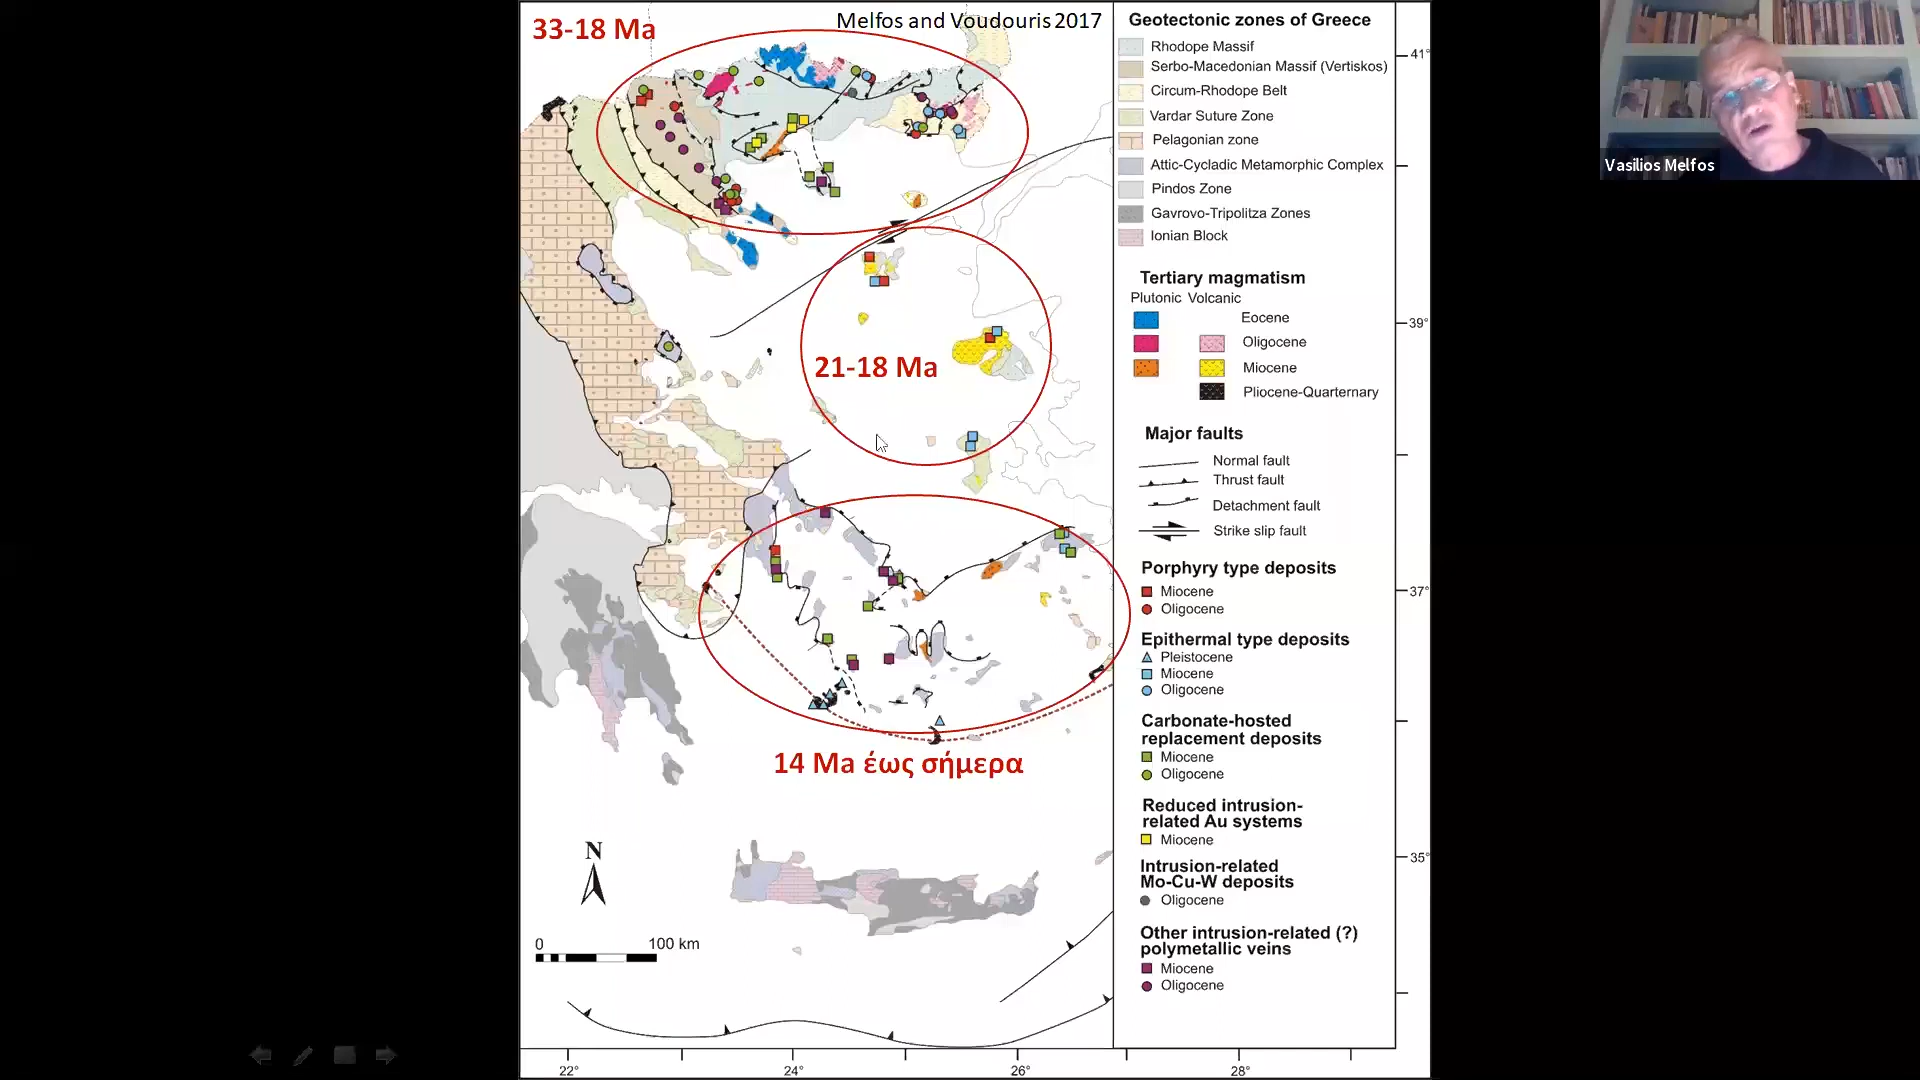 33-18 Ma
Melfos and Voudouris 2017
21-18 Ma
14 Ma έως σήμερα
N
0 100 km
22° 24° 26° 28°
41°
39°
37°
35°
Geotectonic zones of Greece
Rhodope Massif
Serbo-Macedonian Massif (Vertiskos)
Circum-Rhodope Belt
Vardar Suture Zone
Pelagonian zone
Attic-Cycladic Metamorphic Complex
Pindos Zone
Gavrovo-Tripolitza Zones
Ionian Block
Tertiary magmatism
Plutonic Volcanic
Eocene
Oligocene
Miocene
Pliocene-Quarternary
Major faults
Normal fault
Thrust fault
Detachment fault
Strike slip fault
Porphyry type deposits
Miocene
Oligocene
Epithermal type deposits
Pleistocene
Miocene
Oligocene
Carbonate-hosted
replacement deposits
Miocene
Oligocene
Reduced intrusion-
related Au systems
Miocene
Intrusion-related
Mo-Cu-W deposits
Oligocene
Other intrusion-related (?)
polymetallic veins
Miocene
Oligocene
Vasilios Melfos